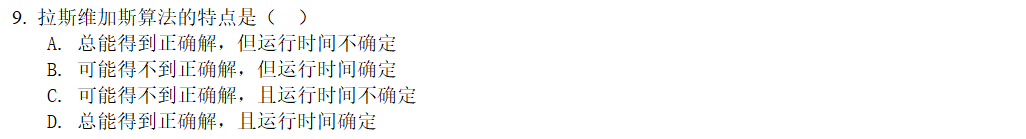 9. 拉斯维加斯算法的特点是（　）
A. 总能得到正确解，但运行时间不确定
B. 可能得不到正确解，但运行时间确定
C. 可能得不到正确解，且运行时间不确定
D. 总能得到正确解，且运行时间确定